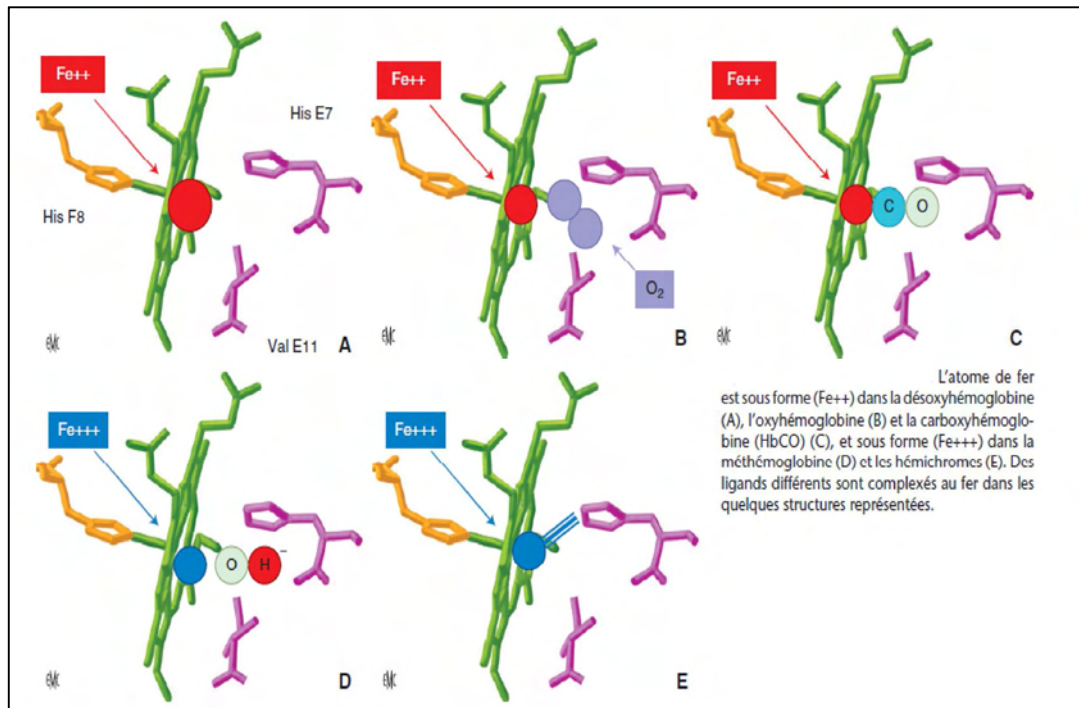 Fe++
His E7
His F8
Val E11
A
Fe++
O2
B
Fe++
C
O
C
L'atome de fer
est sous forme (Fe++) dans la désoxyhémoglobine
(A), l'oxyhémoglobine (B) et la carboxyhémoglo-
bine (HbCO) (C), et sous forme (Fe+++) dans la
méthémoglobine (D) et les hémichromes (E). Des
ligands différents sont complexés au fer dans les
quelques structures représentées.
Fe+++
O
H
–
D
Fe+++
E